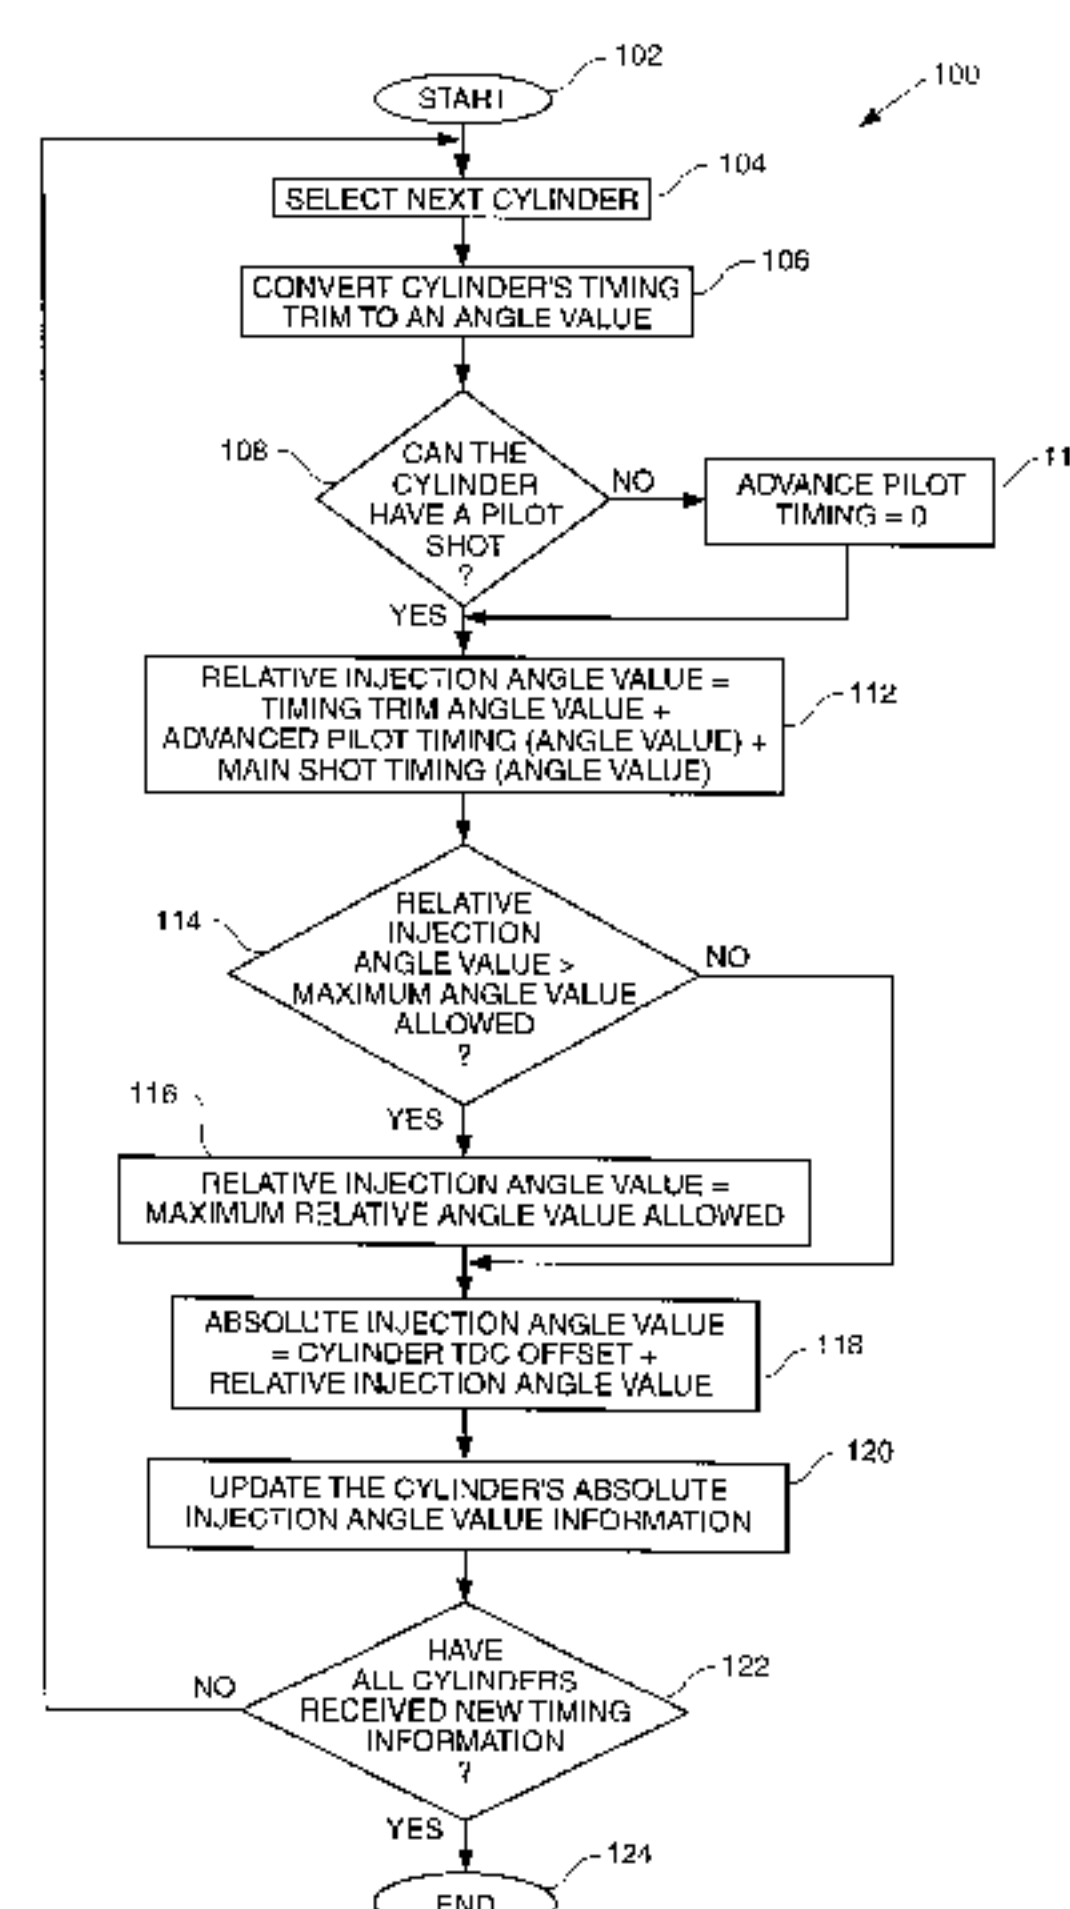 102
100
START
104
SELECT NEXT CYLINDER
106
CONVERT CYLINDER'S TIMING
TRIM TO AN ANGLE VALUE
108
CAN THE
CYLINDER
HAVE A PILOT
SHOT
?
NO
11
ADVANCE PILOT
TIMING = 0
YES
RELATIVE INJECTION ANGLE VALUE =
TIMING TRIM ANGLE VALUE +
ADVANCED PILOT TIMING (ANGLE VALUE) +
MAIN SHOT TIMING (ANGLE VALUE)
112
114
RELATIVE
INJECTION
ANGLE VALUE >
MAXIMUM ANGLE VALUE
ALLOWED
?
NO
116
YES
RELATIVE INJECTION ANGLE VALUE =
MAXIMUM RELATIVE ANGLE VALUE ALLOWED
ABSOLUTE INJECTION ANGLE VALUE
= CYLINDER TDC OFFSET +
RELATIVE INJECTION ANGLE VALUE
118
120
UPDATE THE CYLINDER'S ABSOLUTE
INJECTION ANGLE VALUE INFORMATION
HAVE
ALL CYLINDERS
RECEIVED NEW TIMING
INFORMATION
?
NO
122
YES
124
END